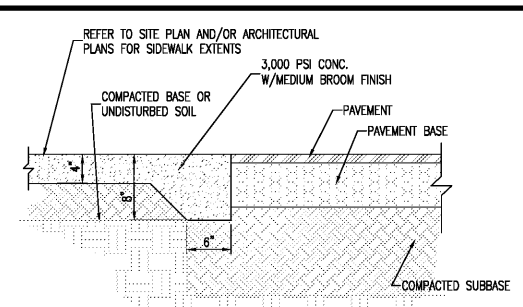 REFER TO SITE PLAN AND/OR ARCHITECTURAL
PLANS FOR SIDEWALK EXTENTS
3,000 PSI CONC.
W/MEDIUM BROOM FINISH
COMPACTED BASE OR
UNDISTURBED SOIL
PAVEMENT
PAVEMENT BASE
4"
8"
6"
COMPACTED SUBBASE